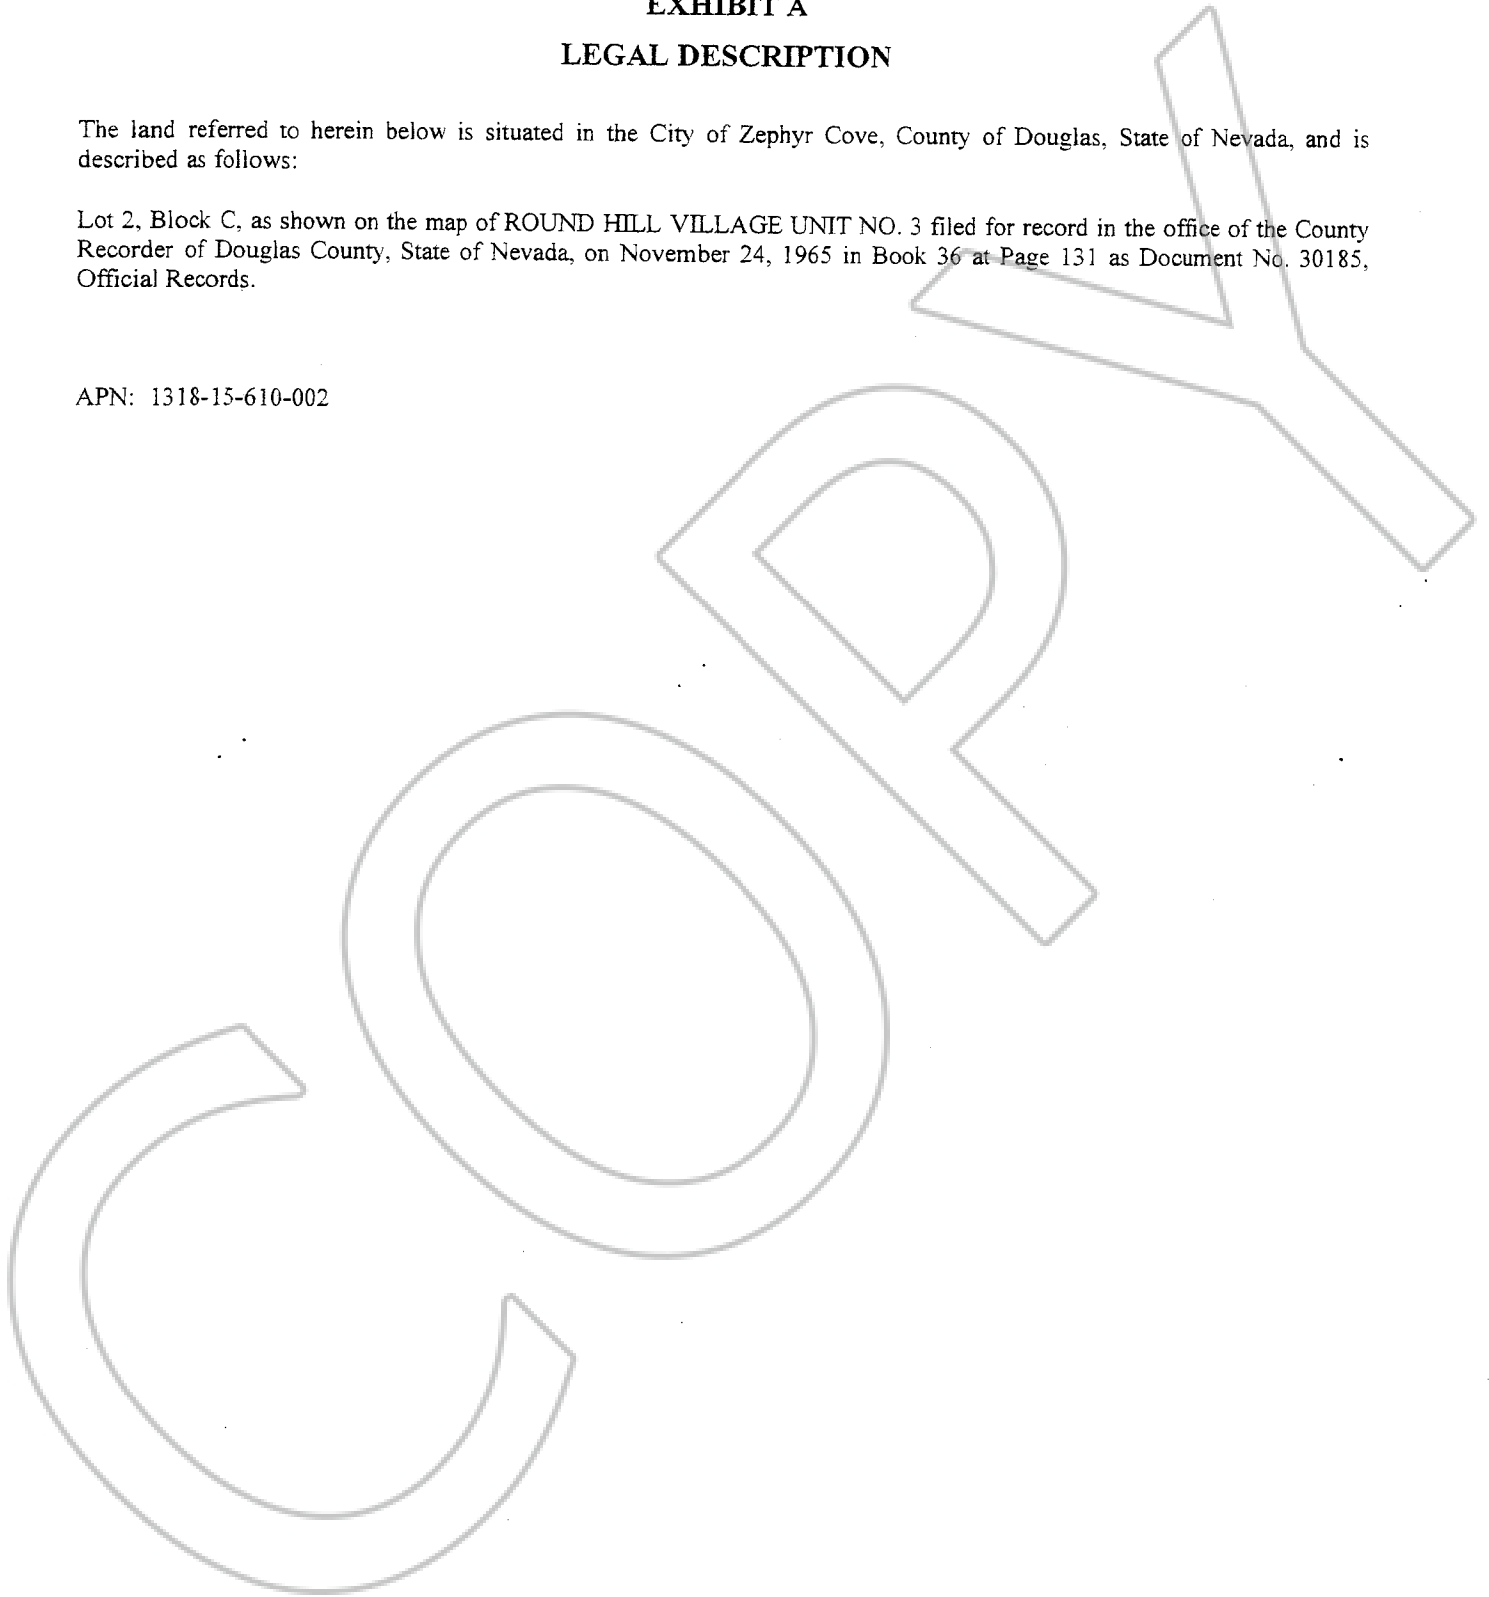 EXHIBIT A
LEGAL DESCRIPTION
The land referred to herein below is situated in the City of Zephyr Cove, County of Douglas, State of Nevada, and is
described as follows:
Lot 2, Block C, as shown on the map of ROUND HILL VILLAGE UNIT NO. 3 filed for record in the office of the County
Recorder of Douglas County, State of Nevada, on November 24, 1965 in Book 36 at Page 131 as Document No. 30185,
Official Records.
APN: 1318-15-610-002
COPY